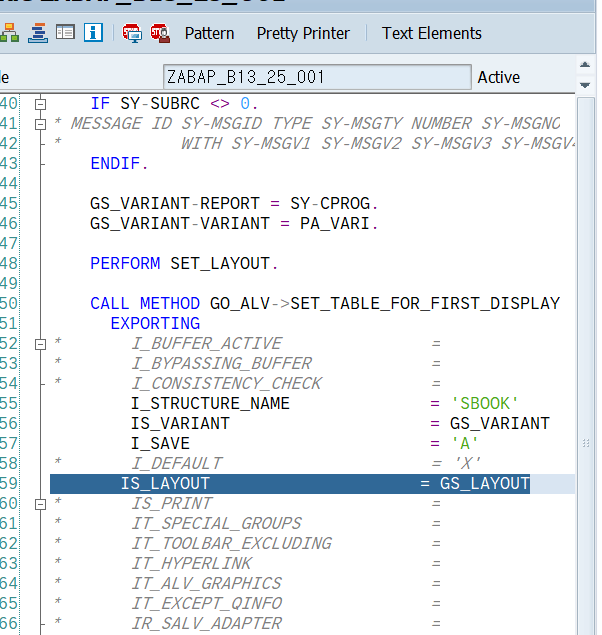 Pattern Pretty Printer Text Elements
le ZABAP_B13_25_001 Active
40 IF SY-SUBRC <> 0.
41 * MESSAGE ID SY-MSGID TYPE SY-MSGTY NUMBER SY-MSGNO
42 * WITH SY-MSGV1 SY-MSGV2 SY-MSGV3 SY-MSGV4
43 ENDIF.
44
45 GS_VARIANT-REPORT = SY-CPROG.
46 GS_VARIANT-VARIANT = PA_VARI.
47
48 PERFORM SET_LAYOUT.
49
50 CALL METHOD GO_ALV->SET_TABLE_FOR_FIRST_DISPLAY
51 EXPORTING
52 * I_BUFFER_ACTIVE =
53 * I_BYPASSING_BUFFER =
54 * I_CONSISTENCY_CHECK =
55 I_STRUCTURE_NAME = 'SBOOK'
56 IS_VARIANT = GS_VARIANT
57 I_SAVE = 'A'
58 * I_DEFAULT = 'X'
59 IS_LAYOUT = GS_LAYOUT
60 * IS_PRINT =
61 * IT_SPECIAL_GROUPS =
62 * IT_TOOLBAR_EXCLUDING =
63 * IT_HYPERLINK =
64 * IT_ALV_GRAPHICS =
65 * IT_EXCEPT_QINFO =
66 * IR_SALV_ADAPTER =